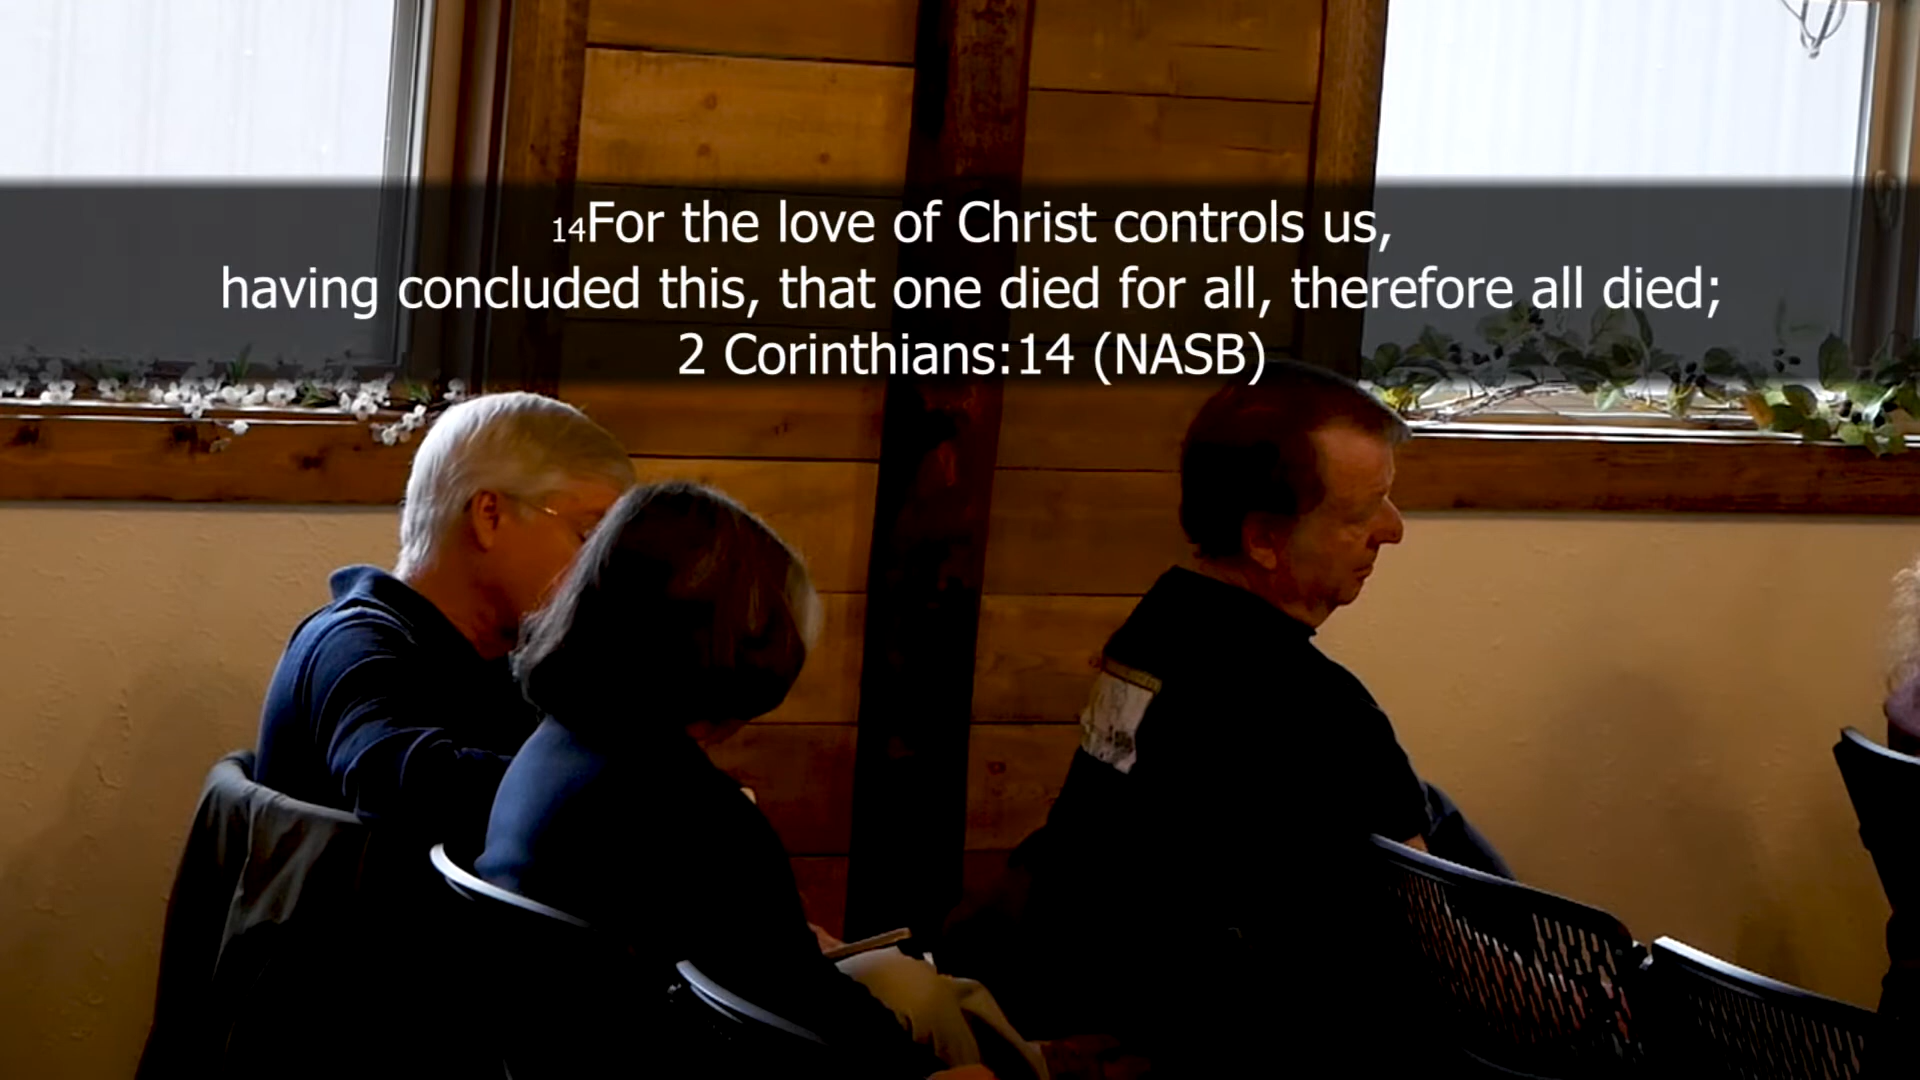 14For the love of Christ controls us,
having concluded this, that one died for all, therefore all died;
2 Corinthians:14 (NASB)